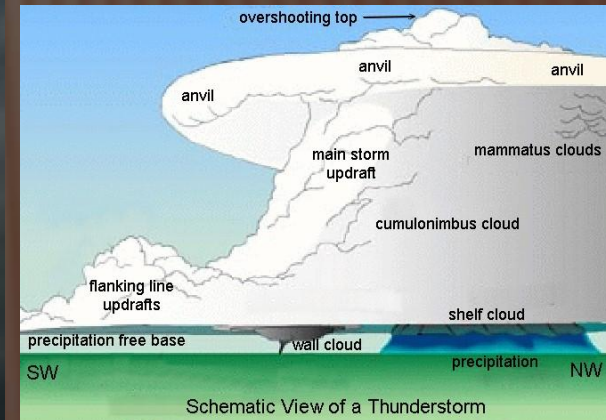 overshooting top
anvil
anvil
anvil
main storm
updraft
mammatus clouds
cumulonimbus cloud
flanking line
updrafts
shelf cloud
precipitation free base
wall cloud
precipitation
SW
NW
Schematic View of a Thunderstorm